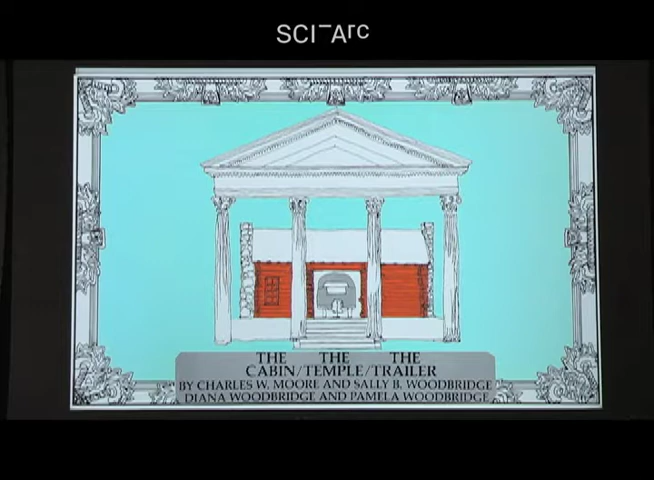 SCI-Arc
THE THE THE
CABIN/TEMPLE/TRAILER
BY CHARLES W. MOORE AND SALLY B. WOODBRIDGE
DIANA WOODBRIDGE AND PAMELA WOODBRIDGE